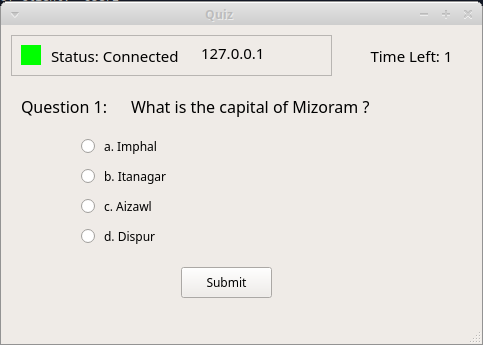 Quiz
Status: Connected 127.0.0.1 Time Left: 1
Question 1: What is the capital of Mizoram ?
a. Imphal
b. Itanagar
c. Aizawl
d. Dispur
Submit